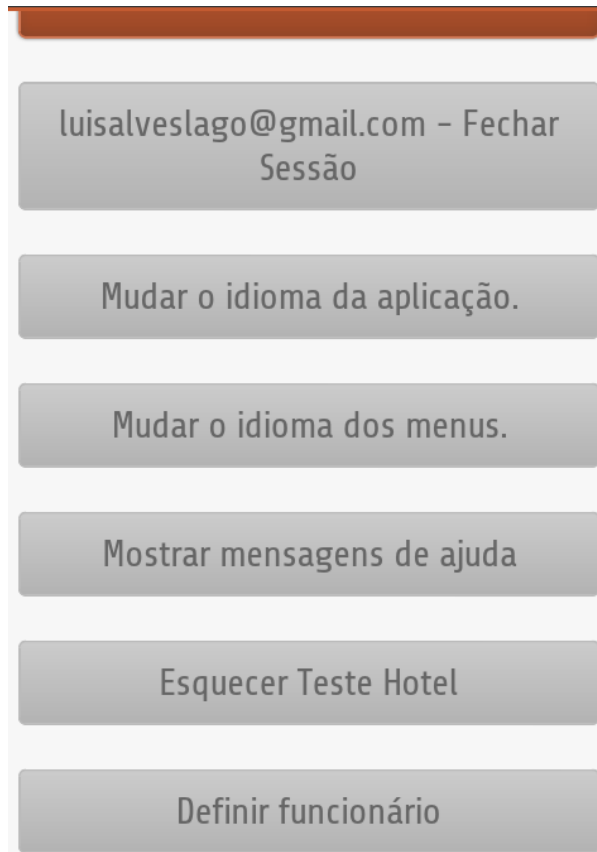 luisalveslago@gmail.com - Fechar
Sessão
Mudar o idioma da aplicação.
Mudar o idioma dos menus.
Mostrar mensagens de ajuda
Esquecer Teste Hotel
Definir funcionário